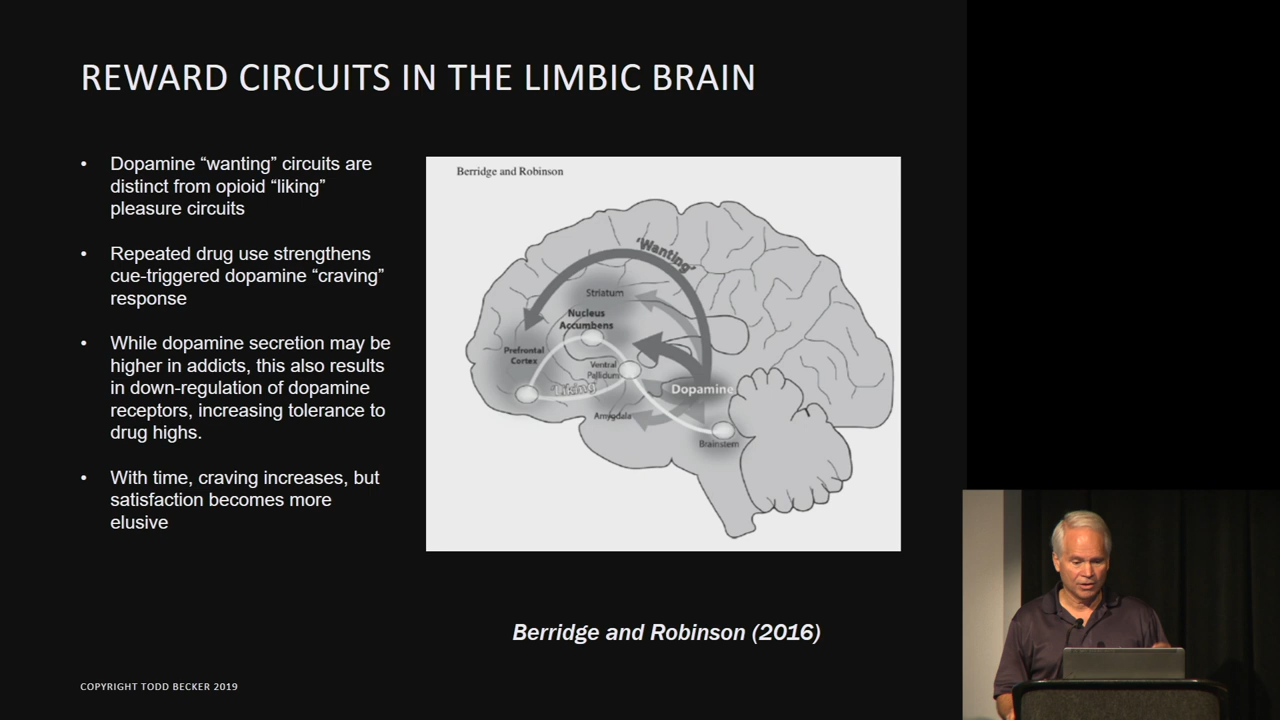 REWARD CIRCUITS IN THE LIMBIC BRAIN
• Dopamine “wanting” circuits are
distinct from opioid “liking”
pleasure circuits
• Repeated drug use strengthens
cue-triggered dopamine “craving”
response
• While dopamine secretion may be
higher in addicts, this also results
in down-regulation of dopamine
receptors, increasing tolerance to
drug highs.
• With time, craving increases, but
satisfaction becomes more
elusive
Berridge and Robinson
‘Wanting’
Striatum
Nucleus
Accumbens
Prefrontal
Cortex
Ventral
Pallidum
‘Liking’
Dopamine
Amygdala
Brainstem
Berridge and Robinson (2016)
COPYRIGHT TODD BECKER 2019